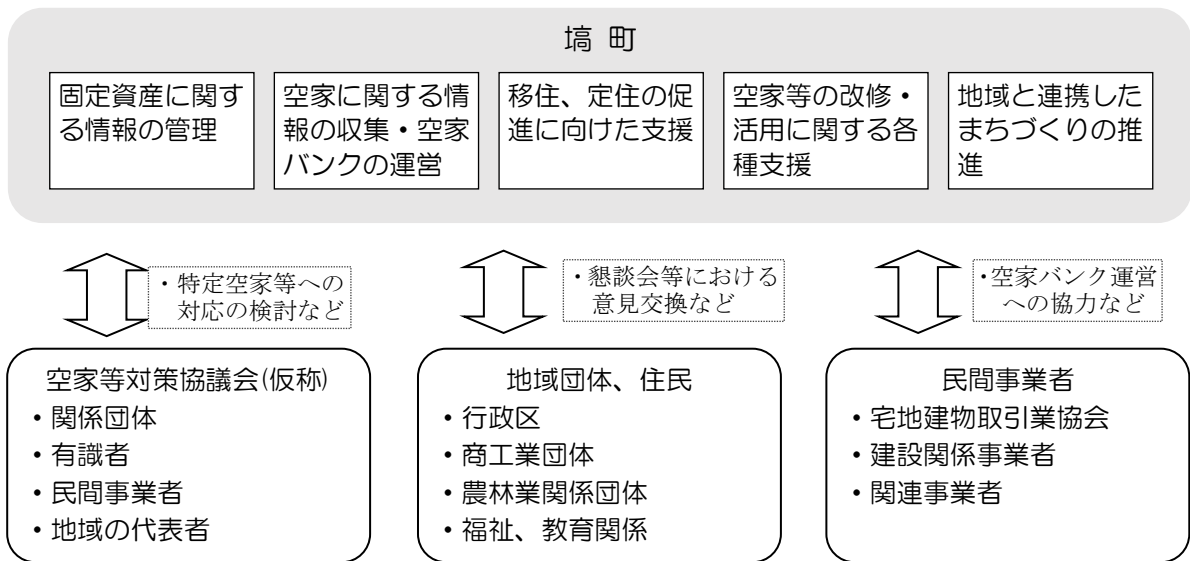 塙 町
固定資産に関す
る情報の管理
空家に関する情
報の収集・空家
バンクの運営
移住、定住の促
進に向けた支援
空家等の改修・
活用に関する各
種支援
地域と連携した
まちづくりの推
進
・特定空家等への
対応の検討など
・懇談会等における
意見交換など
・空家バンク運営
への協力など
空家等対策協議会(仮称)
・関係団体
・有識者
・民間事業者
・地域の代表者
地域団体、住民
・行政区
・商工業団体
・農林業関係団体
・福祉、教育関係
民間事業者
・宅地建物取引業協会
・建設関係事業者
・関連事業者